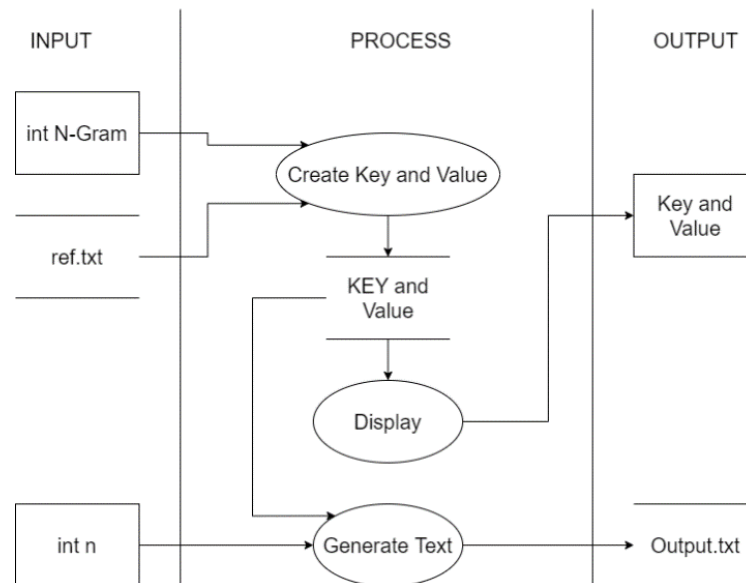 INPUT
PROCESS
OUTPUT
int N-Gram
Create Key and Value
Key and
Value
ref.txt
KEY and
Value
Display
int n
Generate Text
Output.txt